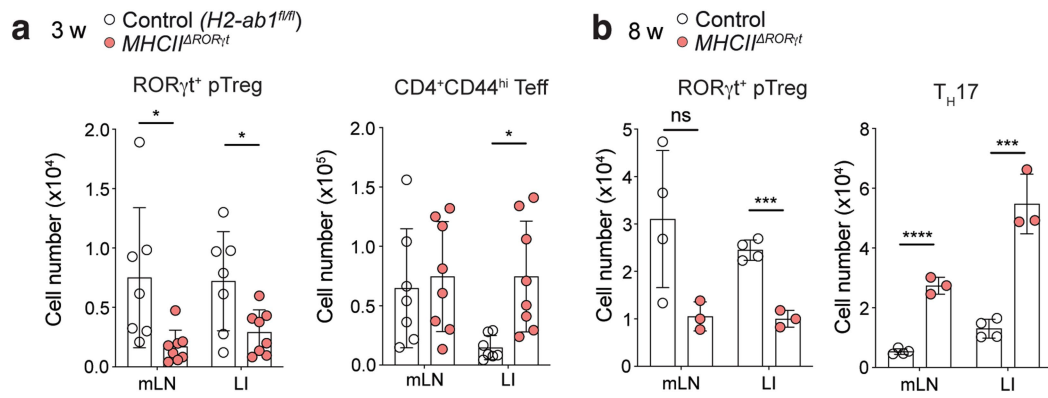 a 3 w
Control (H2-ab1fl/fl)
MHCIIΔRORγt
RORγt+ pTreg
CD4+CD44hi Teff
Cell number (x10⁴)
2.0
1.5
1.0
0.5
0.0
*
*
mLN LI
Cell number (x10⁵)
2.0
1.5
1.0
0.5
0.0
*
mLN LI
b 8 w
Control
MHCIIΔRORγt
RORγt+ pTreg
TH17
Cell number (x10⁴)
5
4
3
2
1
0
ns
***
mLN LI
Cell number (x10⁴)
8
6
4
2
0
****
***
mLN LI